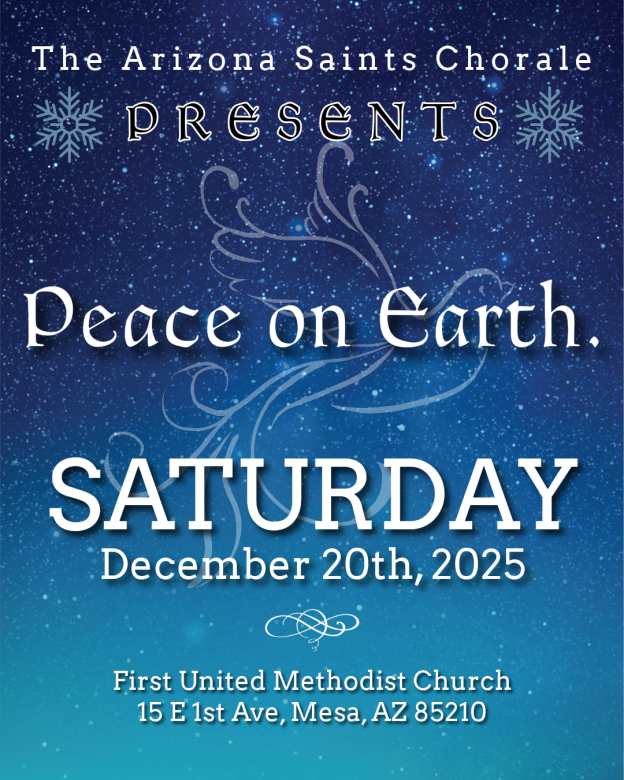 The Arizona Saints Chorale
PRESENTS
Peace on Earth.
SATURDAY
December 20th, 2025
First United Methodist Church
15 E 1st Ave, Mesa, AZ 85210